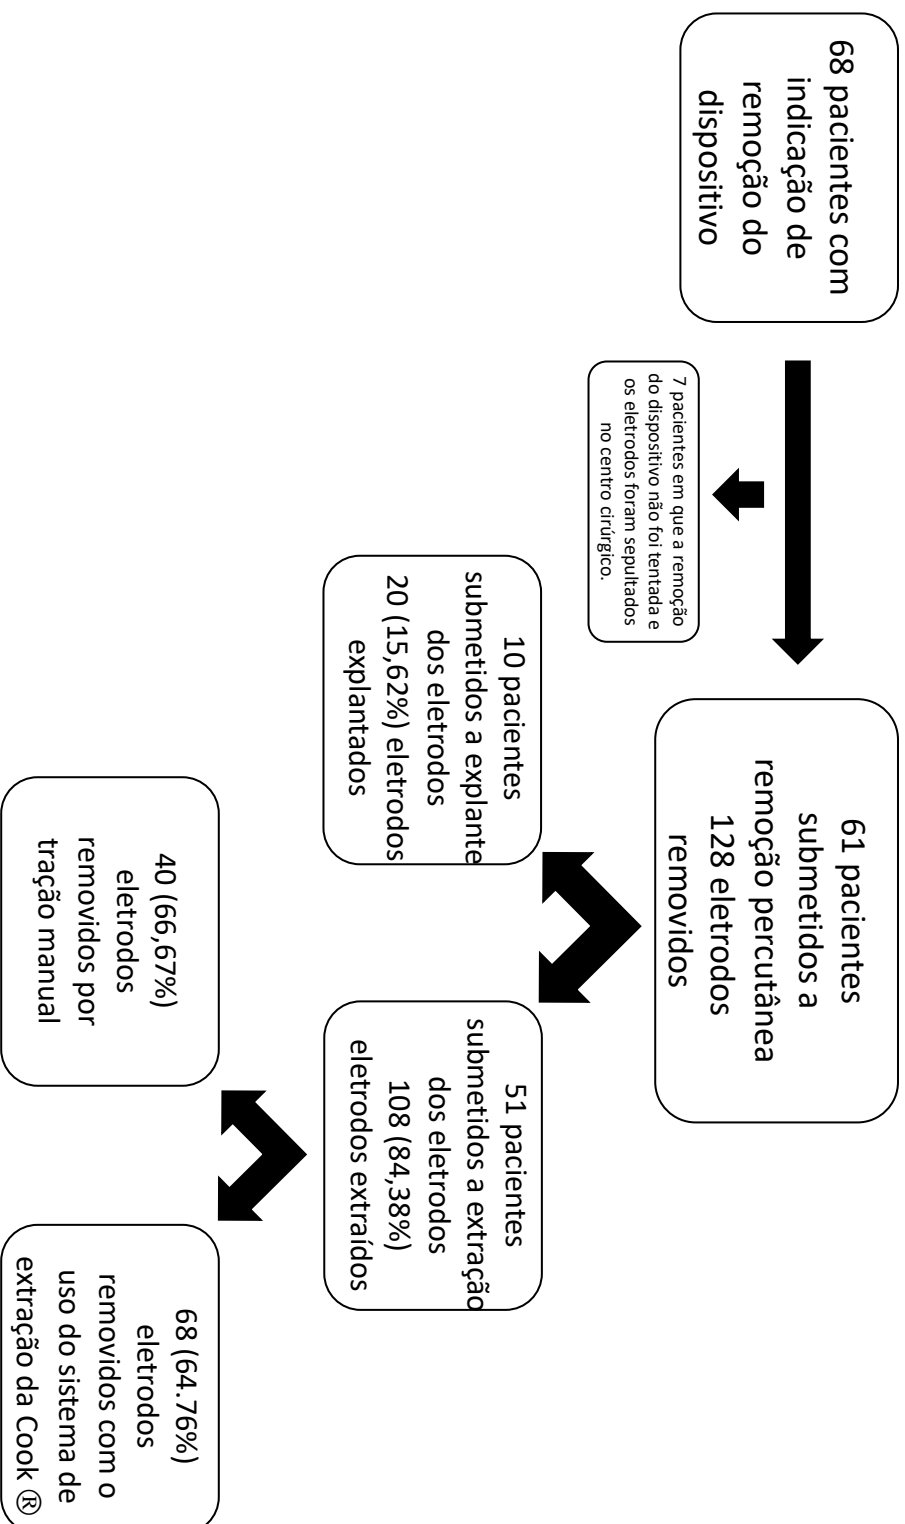 68 pacientes com
indicação de
remoção do
dispositivo
7 pacientes em que a remoção
do dispositivo não foi tentada e
os eletrodos foram sepultados
no centro cirúrgico.
61 pacientes
submetidos a
remoção percutânea
128 eletrodos
removidos
10 pacientes
submetidos a explante
dos eletrodos
20 (15,62%) eletrodos
explantados
51 pacientes
submetidos a extração
dos eletrodos
108 (84,38%)
eletrodos extraídos
40 (66,67%)
eletrodos
removidos por
tração manual
68 (64.76%)
eletrodos
removidos com o
uso do sistema de
extração da Cook ®